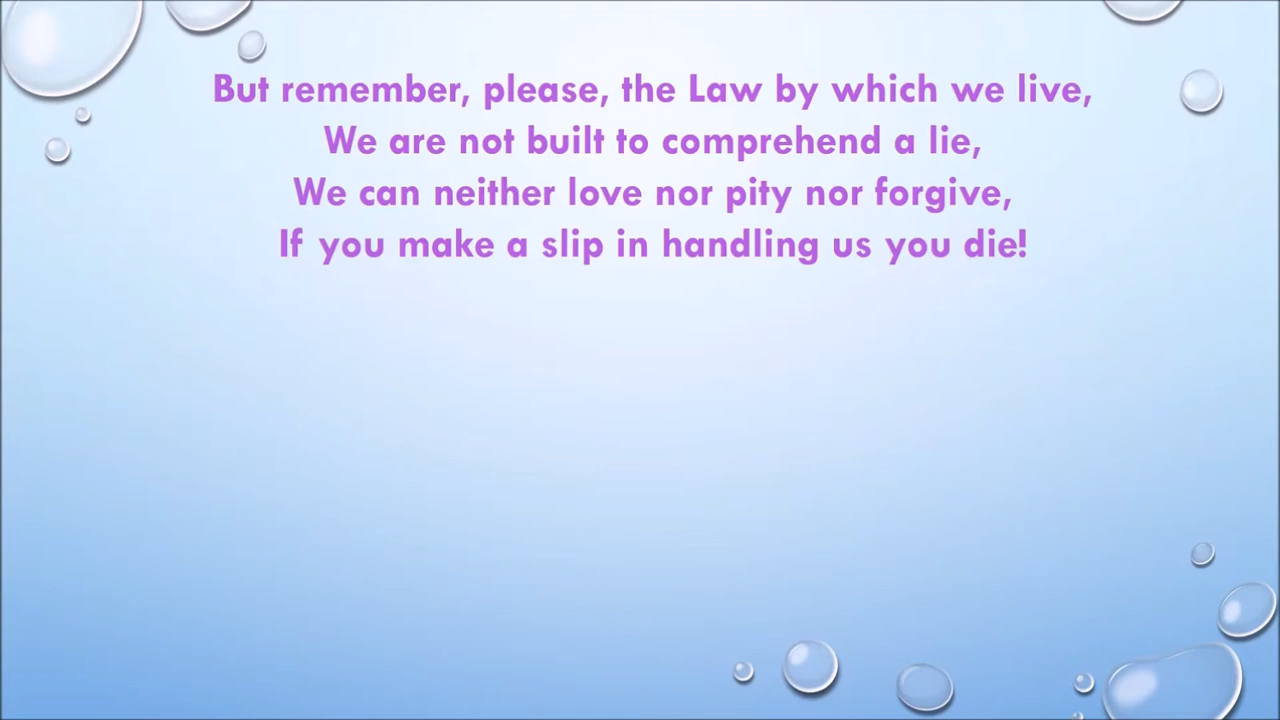 But remember, please, the Law by which we live,
We are not built to comprehend a lie,
We can neither love nor pity nor forgive,
If you make a slip in handling us you die!